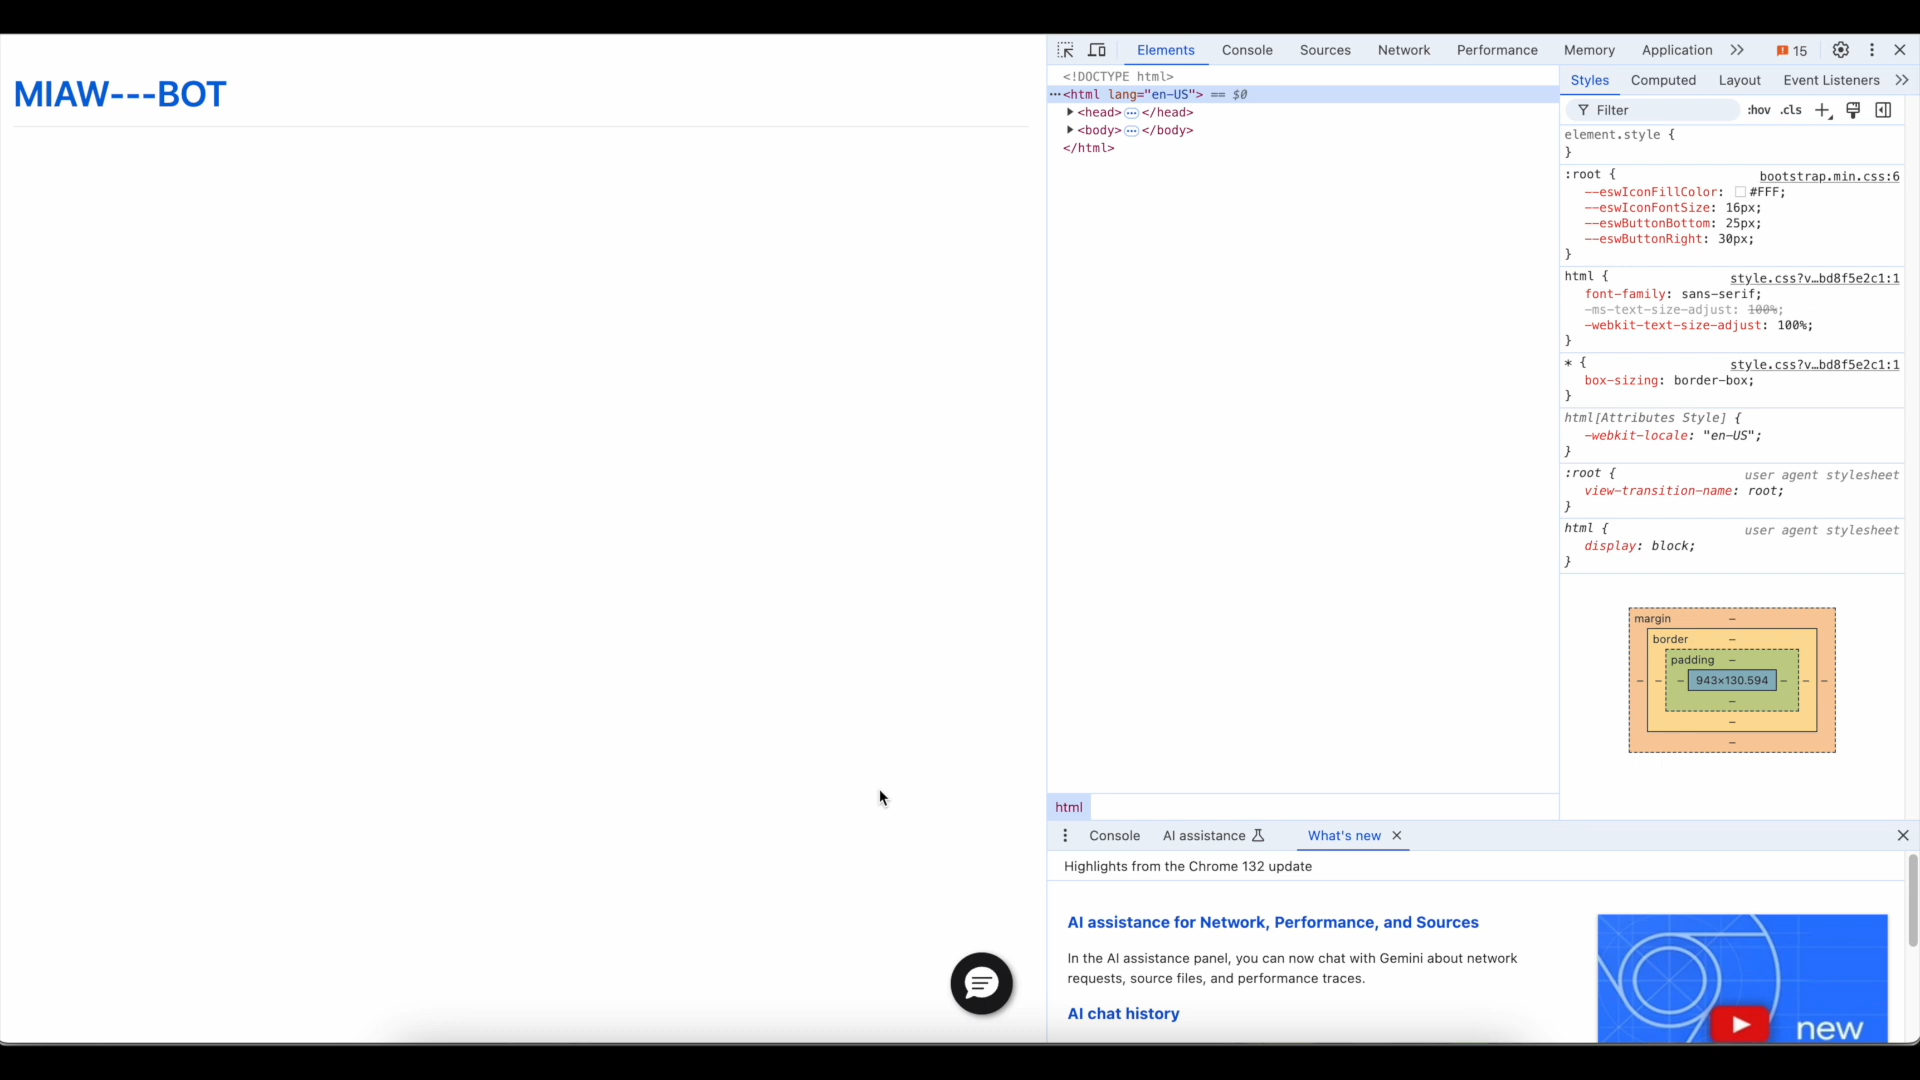 MIAW---BOT
Elements Console Sources Network Performance Memory Application 15
<!DOCTYPE html>
<html lang="en-US"> == $0
<head> </head>
<body> </body>
</html>
html
Styles Computed Layout Event Listeners
Filter :hov .cls
element.style {
}
:root { bootstrap.min.css:6
--eswIconFillColor: #FFF;
--eswIconFontSize: 16px;
--eswButtonBottom: 25px;
--eswButtonRight: 30px;
}
html { style.css?v…bd8f5e2c1:1
font-family: sans-serif;
-ms-text-size-adjust: 100%;
-webkit-text-size-adjust: 100%;
}
* { style.css?v…bd8f5e2c1:1
box-sizing: border-box;
}
html[Attributes Style] {
-webkit-locale: "en-US";
}
:root { user agent stylesheet
view-transition-name: root;
}
html { user agent stylesheet
display: block;
}
margin –
border –
padding –
– – – 943×130.594 – – –
–
–
–
Console AI assistance What's new
Highlights from the Chrome 132 update
AI assistance for Network, Performance, and Sources
In the AI assistance panel, you can now chat with Gemini about network
requests, source files, and performance traces.
AI chat history
new